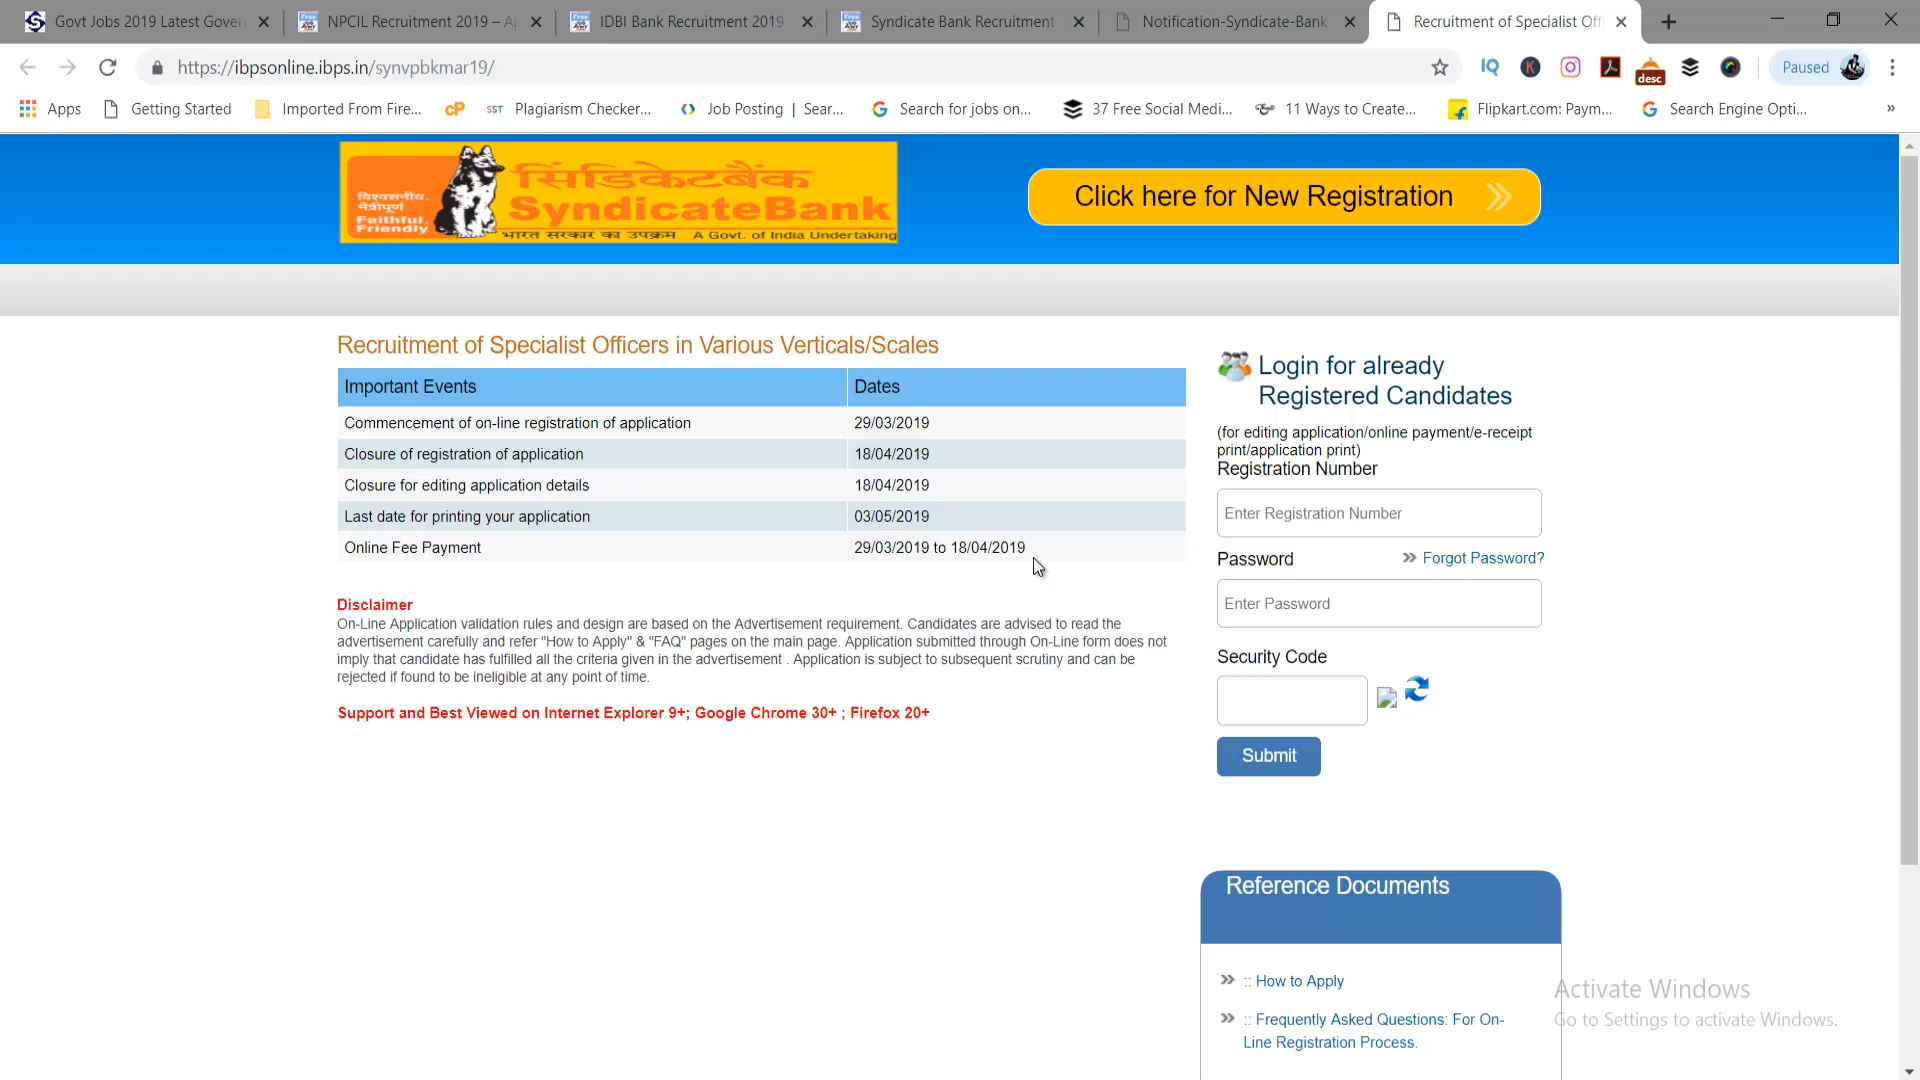 Govt Jobs 2019 Latest Gover
NPCIL Recruitment 2019 – Ap
IDBI Bank Recruitment 2019
Syndicate Bank Recruitment
Notification-Syndicate-Bank
Recruitment of Specialist Off
https://ibpsonline.ibps.in/synvpbkmar19/
IQ
K
desc
Paused
Apps
Getting Started
Imported From Fire...
cP
SST Plagiarism Checker...
Job Posting | Sear...
G Search for jobs on...
37 Free Social Medi...
11 Ways to Create...
Flipkart.com: Paym...
G Search Engine Opti...
»
विश्वसनीय.
मैत्रीपूर्ण
Faithful.
Friendly
सिंडिकेटबैंक
SyndicateBank
भारत सरकार का उपक्रम A Govt. of India Undertaking
Click here for New Registration
Recruitment of Specialist Officers in Various Verticals/Scales
Important Events Dates
Commencement of on-line registration of application 29/03/2019
Closure of registration of application 18/04/2019
Closure for editing application details 18/04/2019
Last date for printing your application 03/05/2019
Online Fee Payment 29/03/2019 to 18/04/2019
Disclaimer
On-Line Application validation rules and design are based on the Advertisement requirement. Candidates are advised to read the
advertisement carefully and refer "How to Apply" & "FAQ" pages on the main page. Application submitted through On-Line form does not
imply that candidate has fulfilled all the criteria given in the advertisement . Application is subject to subsequent scrutiny and can be
rejected if found to be ineligible at any point of time.
Support and Best Viewed on Internet Explorer 9+; Google Chrome 30+ ; Firefox 20+
Login for already
Registered Candidates
(for editing application/online payment/e-receipt
print/application print)
Registration Number
Enter Registration Number
Password
Forgot Password?
Enter Password
Security Code
Submit
Reference Documents
:: How to Apply
:: Frequently Asked Questions: For On-
Line Registration Process.
Activate Windows
Go to Settings to activate Windows.